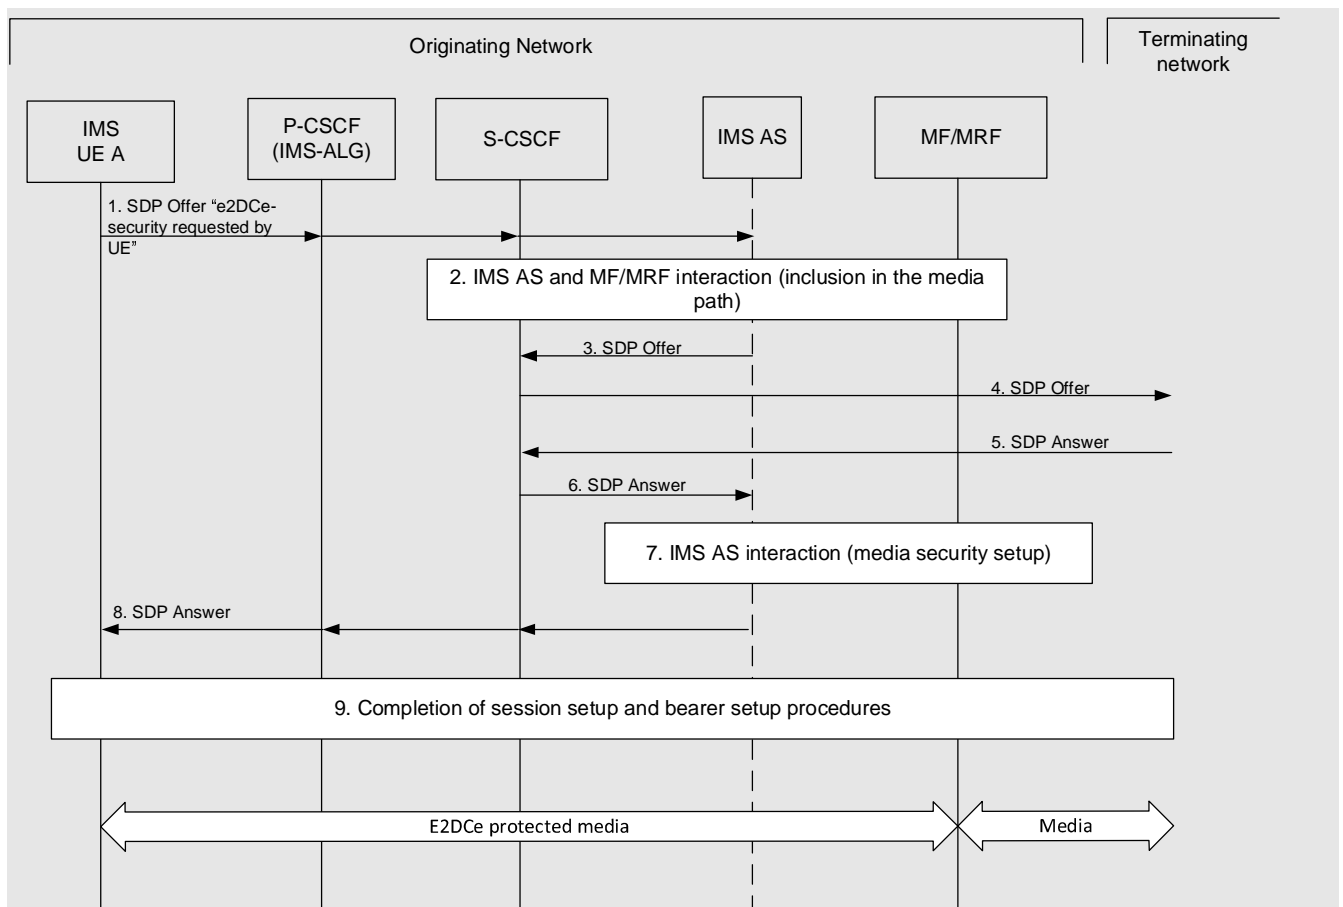 Originating Network
Terminating
network
IMS
UE A
P-CSCF
(IMS-ALG)
S-CSCF
IMS AS
MF/MRF
1. SDP Offer “e2DCe-
security requested by
UE”
2. IMS AS and MF/MRF interaction (inclusion in the media
path)
3. SDP Offer
4. SDP Offer
5. SDP Answer
6. SDP Answer
7. IMS AS interaction (media security setup)
8. SDP Answer
9. Completion of session setup and bearer setup procedures
E2DCe protected media
Media